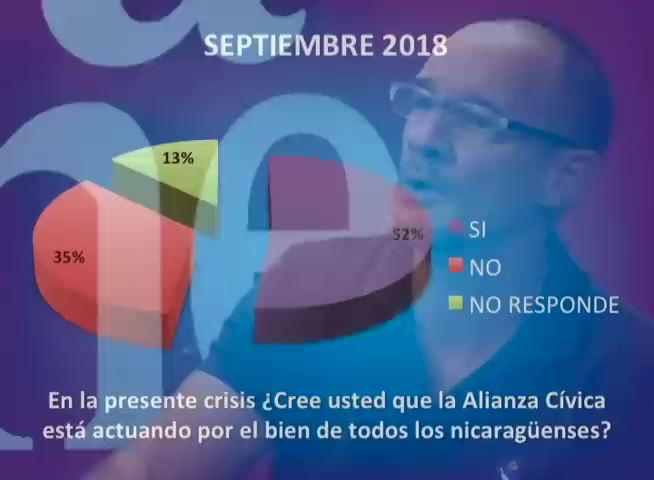 SEPTIEMBRE 2018
13%
35%
52%
SI
NO
NO RESPONDE
En la presente crisis ¿Cree usted que la Alianza Cívica
está actuando por el bien de todos los nicaragüenses?